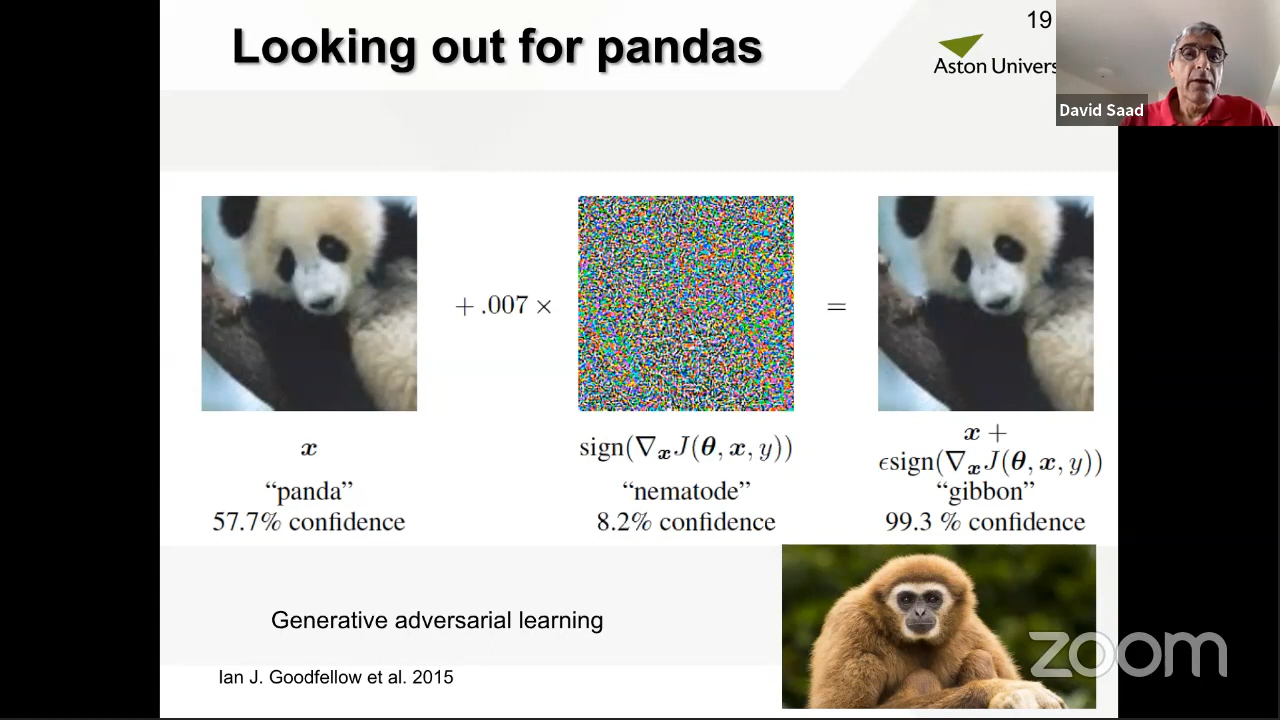 Looking out for pandas
19
Aston Univers
David Saad
+ .007 ×
=
x
sign(∇ₓJ(θ, x, y))
x +
ϵsign(∇ₓJ(θ, x, y))
“panda”
“nematode”
“gibbon”
57.7% confidence
8.2% confidence
99.3 % confidence
Generative adversarial learning
Ian J. Goodfellow et al. 2015
zoom